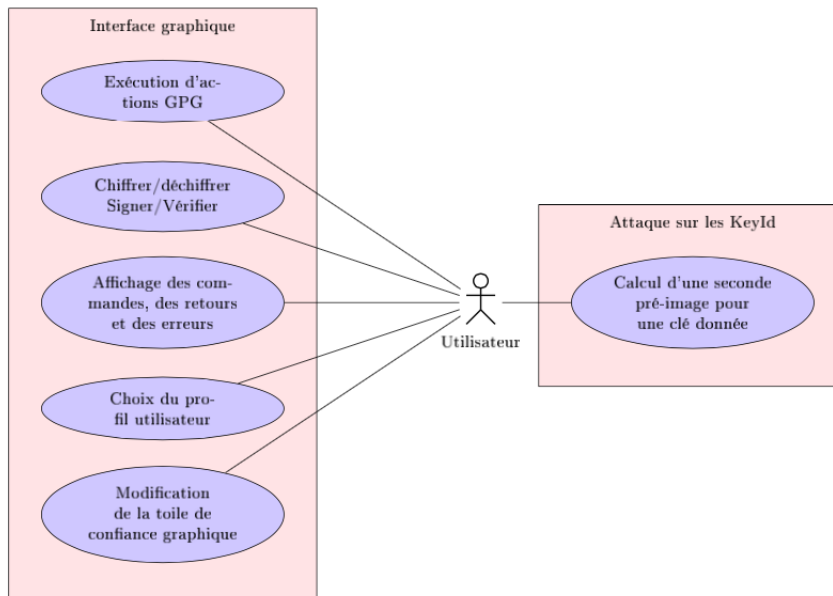 Interface graphique
Exécution d'ac-
tions GPG
Chiffrer/déchiffrer
Signer/Vérifier
Affichage des com-
mandes, des retours
et des erreurs
Choix du pro-
fil utilisateur
Modification
de la toile de
confiance graphique
Utilisateur
Attaque sur les KeyId
Calcul d'une seconde
pré-image pour
une clé donnée